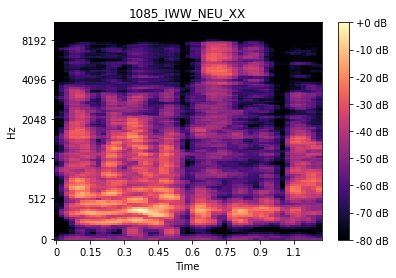 1085_IWW_NEU_XX
Hz
8192
4096
2048
1024
512
0
0 0.15 0.3 0.45 0.6 0.75 0.9 1.1
Time
+0 dB
-10 dB
-20 dB
-30 dB
-40 dB
-50 dB
-60 dB
-70 dB
-80 dB